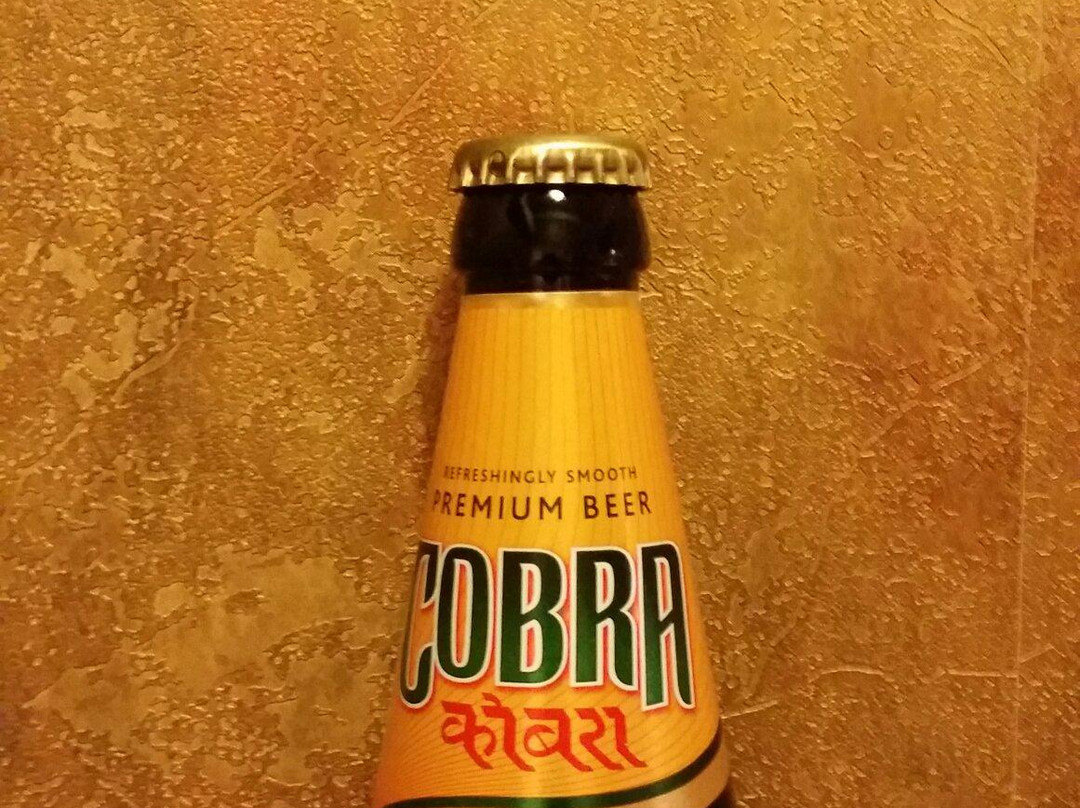 REFRESHINGLY SMOOTH
PREMIUM BEER
COBRA
कोबरा